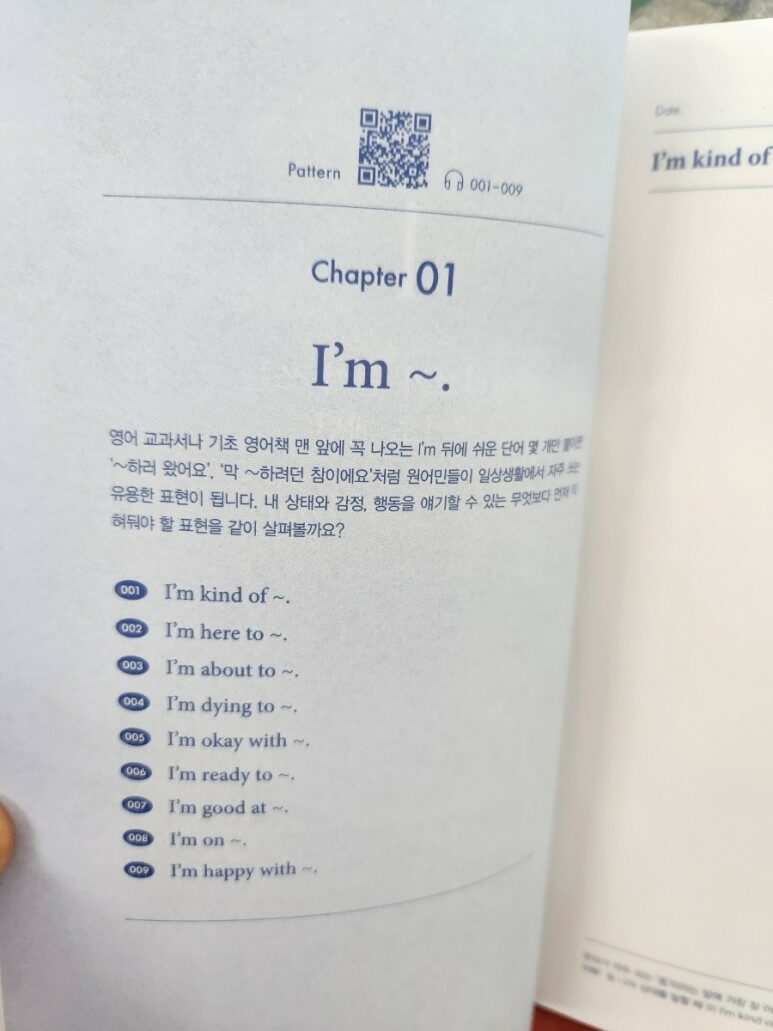 Pattern 001-009
Chapter 01
I'm ~.
영어 교과서나 기초 영어책 맨 앞에 꼭 나오는 I'm 뒤에 쉬운 단어 몇 개만 붙이면
'~하러 왔어요', '막 ~하려던 참이에요'처럼 원어민들이 일상생활에서 자주 쓰는
유용한 표현이 됩니다. 내 상태와 감정, 행동을 얘기할 수 있는 무엇보다 먼저
혀둬야 할 표현을 같이 살펴볼까요?
001 I'm kind of ~.
002 I'm here to ~.
003 I'm about to ~.
004 I'm dying to ~.
005 I'm okay with ~.
006 I'm ready to ~.
007 I'm good at ~.
008 I'm on ~.
009 I'm happy with ~.
Date
I'm kind of